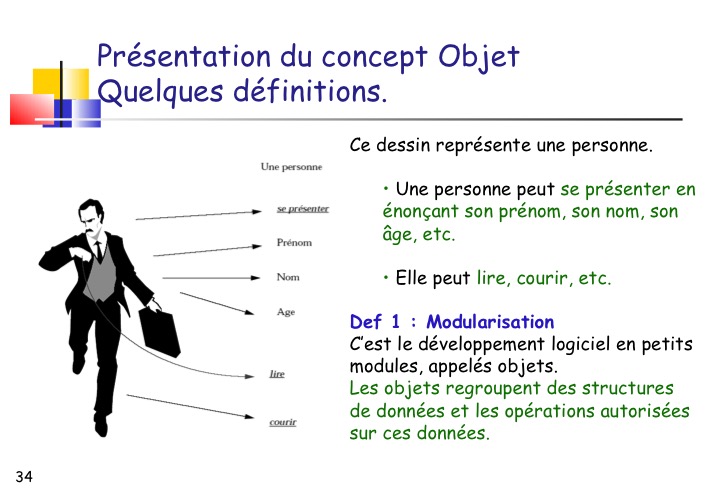 Présentation du concept Objet
Quelques définitions.
Ce dessin représente une personne.
Une personne
se présenter
Prénom
Nom
Age
lire
courir
• Une personne peut se présenter en
énonçant son prénom, son nom, son
âge, etc.
• Elle peut lire, courir, etc.
Def 1 : Modularisation
C'est le développement logiciel en petits
modules, appelés objets.
Les objets regroupent des structures
de données et les opérations autorisées
sur ces données.
34